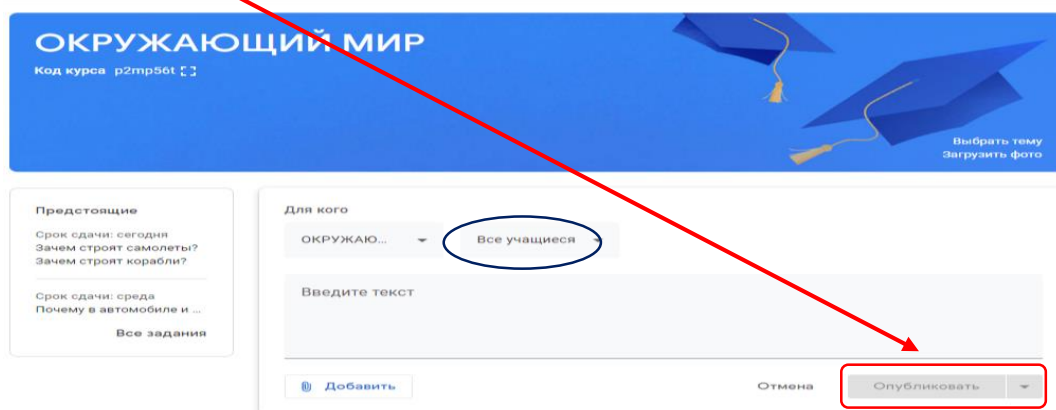 ОКРУЖАЮЩИЙ МИР
Код курса p2mp56t
Выбрать тему
Загрузить фото
Предстоящие
Срок сдачи: сегодня
Зачем строят самолеты?
Зачем строят корабли?
Срок сдачи: среда
Почему в автомобиле и ...
Все задания
Для кого
ОКРУЖАЮ...
Все учащиеся
Введите текст
Добавить
Отмена
Опубликовать